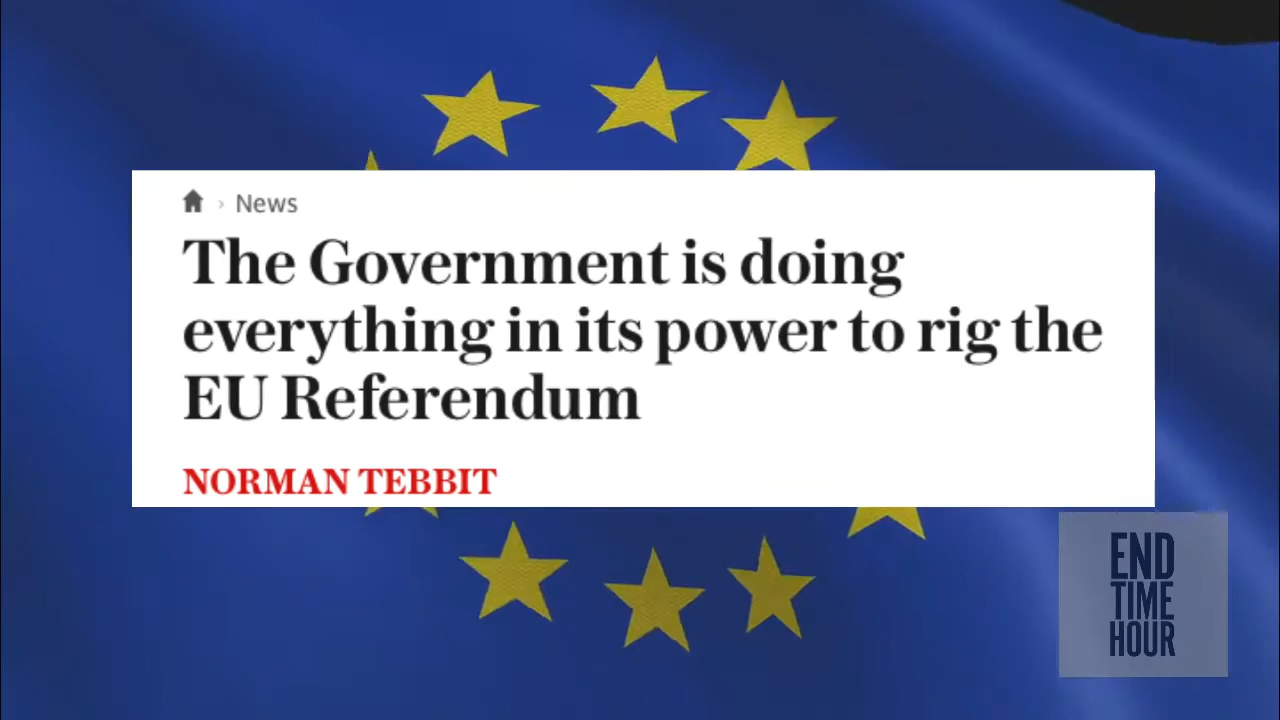 News
The Government is doing
everything in its power to rig the
EU Referendum
NORMAN TEBBIT
END
TIME
HOUR